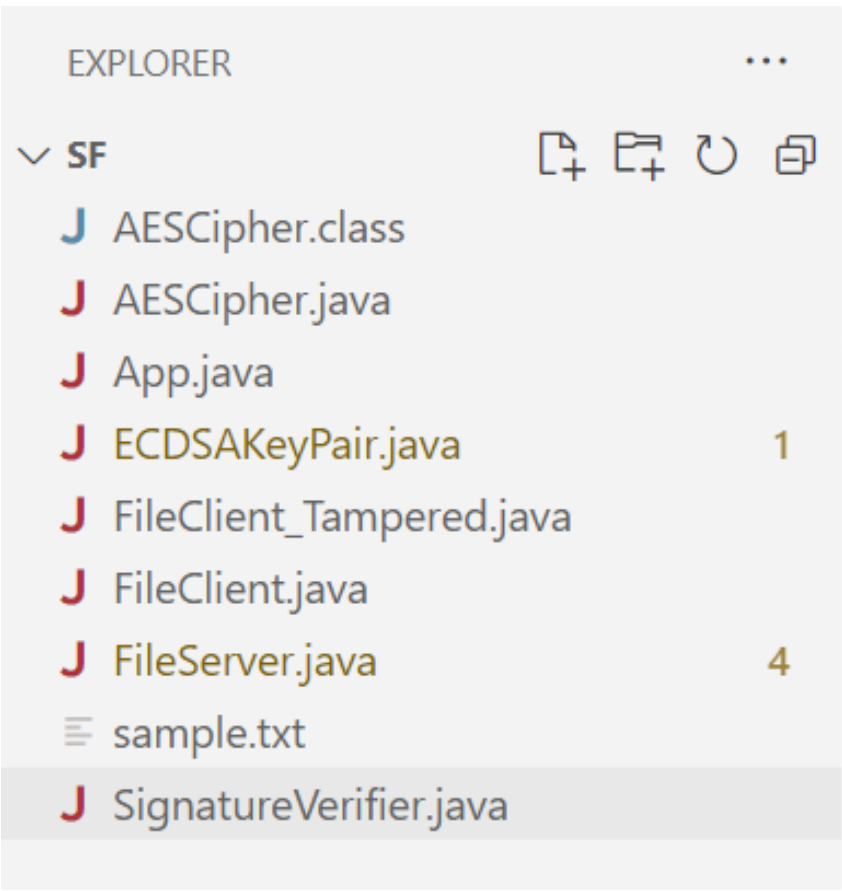 EXPLORER ...
SF
J AESCipher.class
J AESCipher.java
J App.java
J ECDSAKeyPair.java 1
J FileClient_Tampered.java
J FileClient.java
J FileServer.java 4
sample.txt
J SignatureVerifier.java